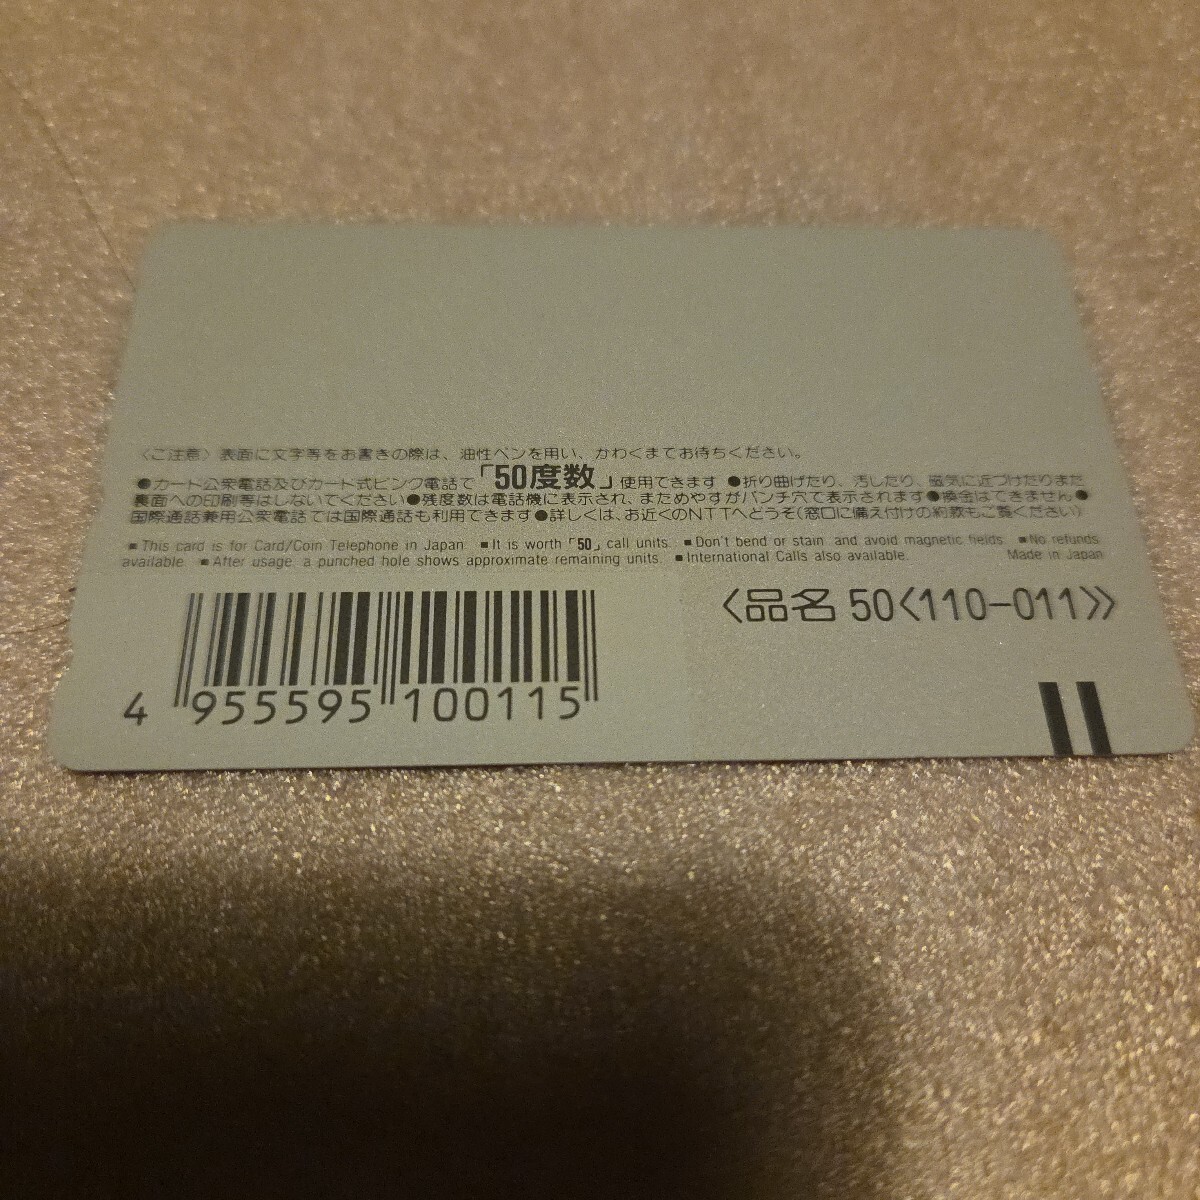 〈ご注意〉表面に文字等をお書きの際は、油性ペンを用い、かわくまでお待ちください。
●カード公衆電話及びカード式ピンク電話で「50度数」使用できます ●折り曲げたり、汚したり、磁気に近づけたりまた
裏面への印刷等はしないでください●残度数は電話機に表示され、まためやすがパンチ穴で表示されます●換金はできません●
国際通話兼用公衆電話では国際通話も利用できます●詳しくは、お近くのNTTへどうぞ(窓口に備え付けの約款もご覧ください)
■This card is for Card/Coin Telephone in Japan. ■It is worth「50」call units. ■Don't bend or stain, and avoid magnetic fields. ■No refunds
available. ■After usage, a punched hole shows approximate remaining units. ■International Calls also available. Made in Japan
〈品名 50〈110-011〉〉
4 955595 100115